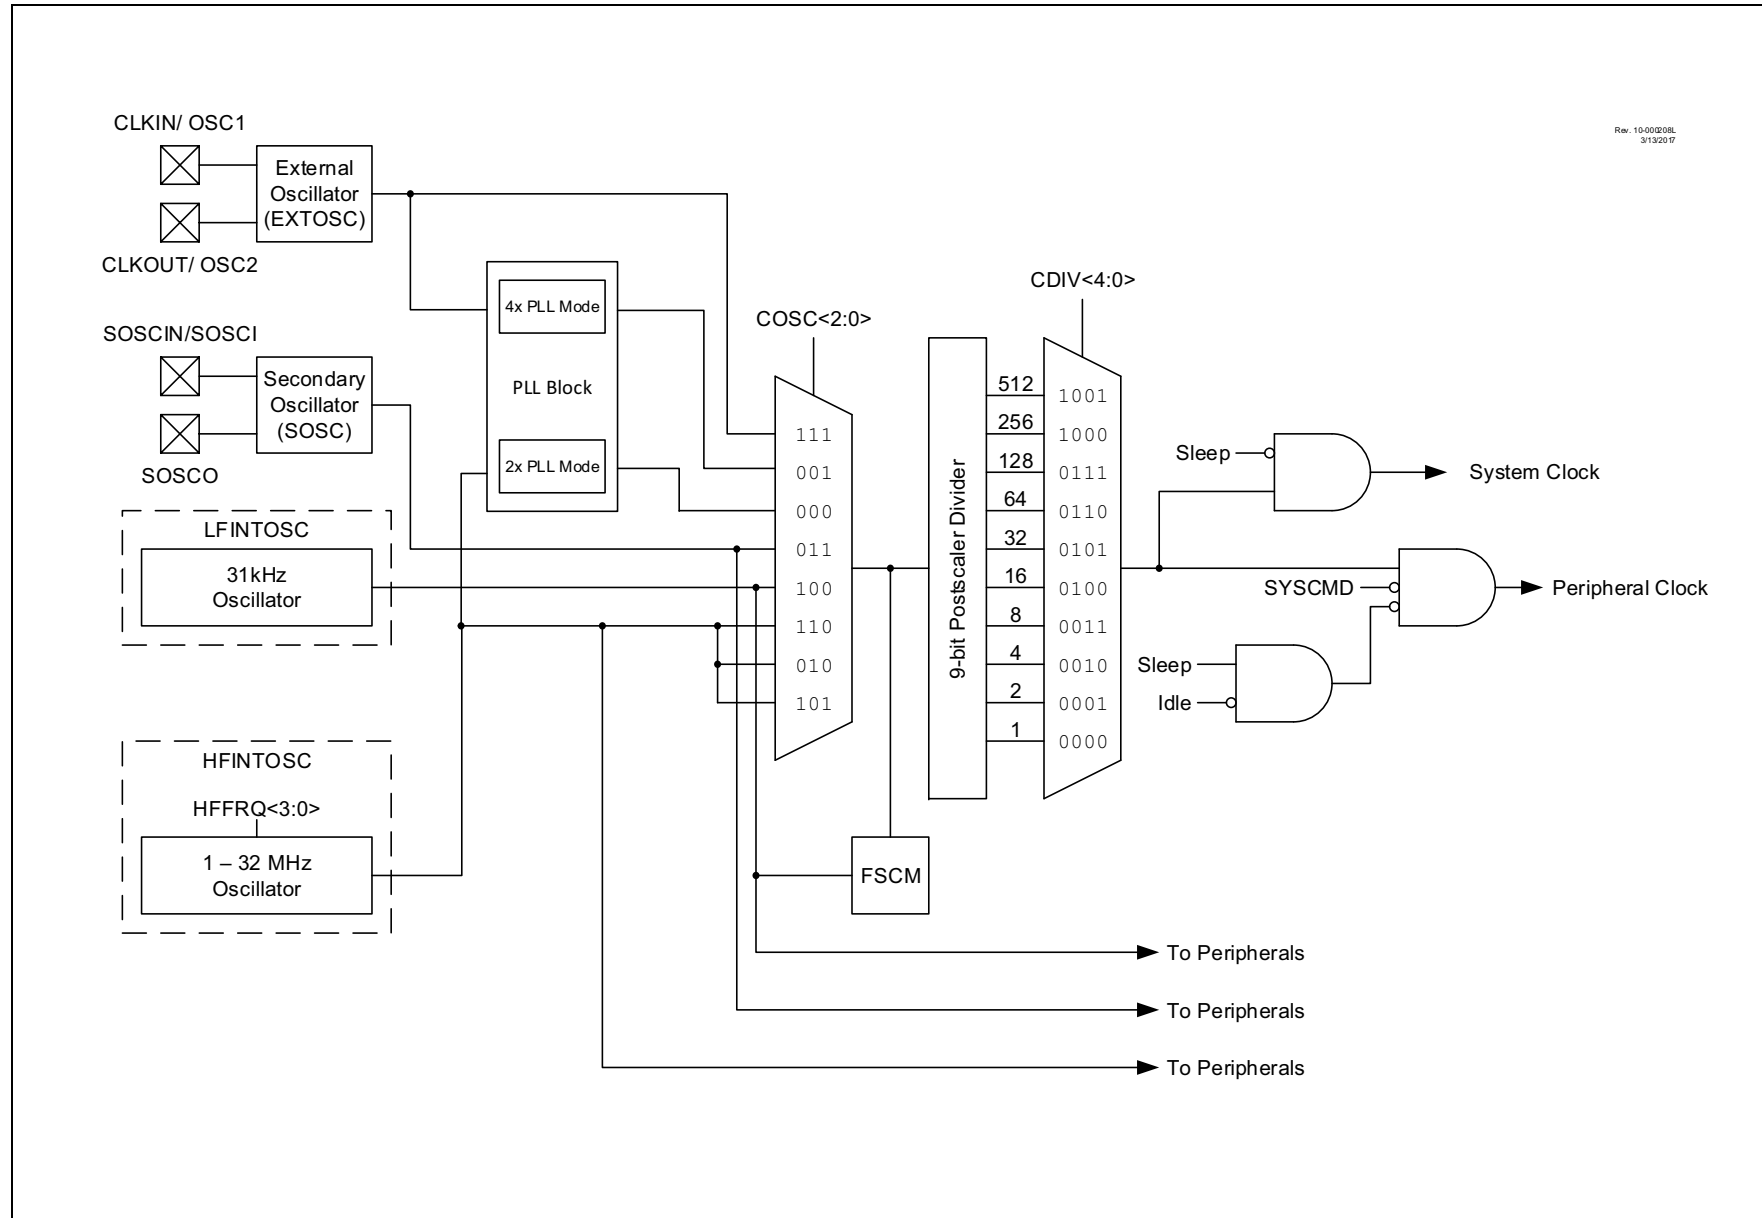 Rev. 10-000208L
3/13/2017
CLKIN/ OSC1
External
Oscillator
(EXTOSC)
CLKOUT/ OSC2
SOSCIN/SOSCI
Secondary
Oscillator
(SOSC)
SOSCO
LFINTOSC
31kHz
Oscillator
HFINTOSC
HFFRQ<3:0>
1 – 32 MHz
Oscillator
4x PLL Mode
PLL Block
2x PLL Mode
COSC<2:0>
111
001
000
011
100
110
010
101
FSCM
9-bit Postscaler Divider
CDIV<4:0>
512 1001
256 1000
128 0111
64 0110
32 0101
16 0100
8 0011
4 0010
2 0001
1 0000
Sleep
System Clock
SYSCMD
Peripheral Clock
Sleep
Idle
To Peripherals
To Peripherals
To Peripherals